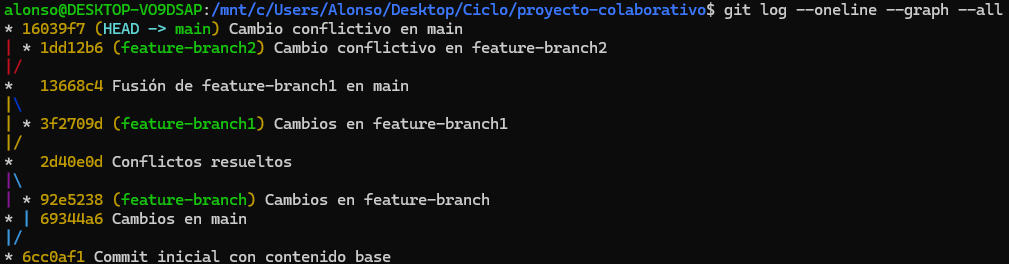 alonso@DESKTOP-VO9DSAP:/mnt/c/Users/Alonso/Desktop/Ciclo/proyecto-colaborativo$ git log --oneline --graph --all
* 16039f7 (HEAD -> main) Cambio conflictivo en main
| * 1dd12b6 (feature-branch2) Cambio conflictivo en feature-branch2
|/
*   13668c4 Fusión de feature-branch1 en main
|\
| * 3f2709d (feature-branch1) Cambios en feature-branch1
|/
*   2d40e0d Conflictos resueltos
|\
| * 92e5238 (feature-branch) Cambios en feature-branch
* | 69344a6 Cambios en main
|/
* 6cc0af1 Commit inicial con contenido base